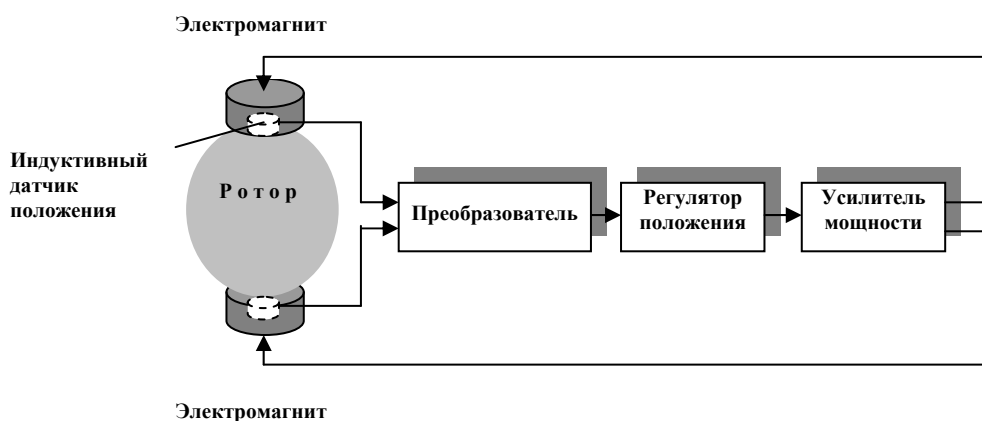 Электромагнит
Индуктивный
датчик
положения
Р о т о р
Преобразователь
Регулятор
положения
Усилитель
мощности
Электромагнит